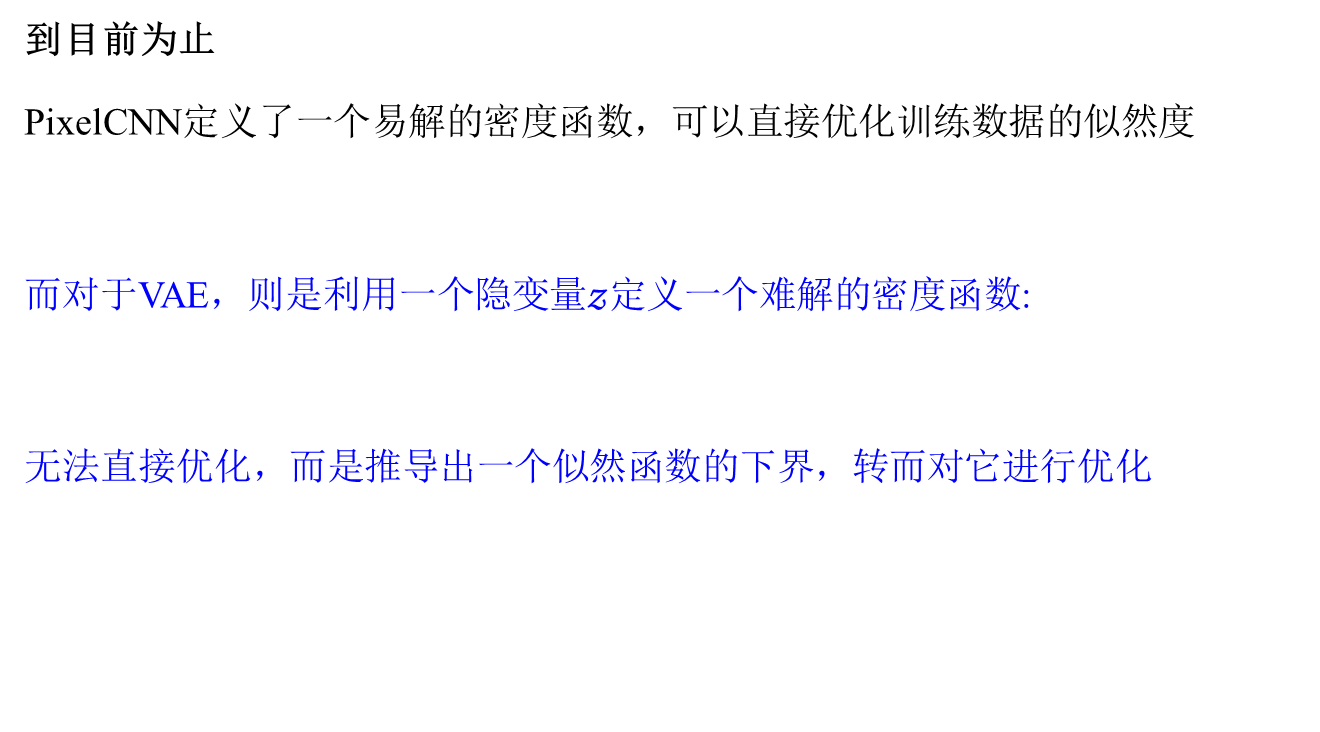 到目前为止
PixelCNN定义了一个易解的密度函数，可以直接优化训练数据的似然度
而对于VAE，则是利用一个隐变量z定义一个难解的密度函数:
无法直接优化，而是推导出一个似然函数的下界，转而对它进行优化